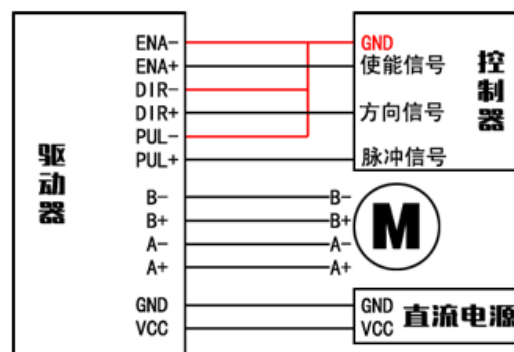 驱动器
ENA-
ENA+
DIR-
DIR+
PUL-
PUL+
B-
B+
A-
A+
GND
VCC
GND
使能信号
方向信号
脉冲信号
控制器
B-
B+
A-
A+
M
GND
VCC
直流电源